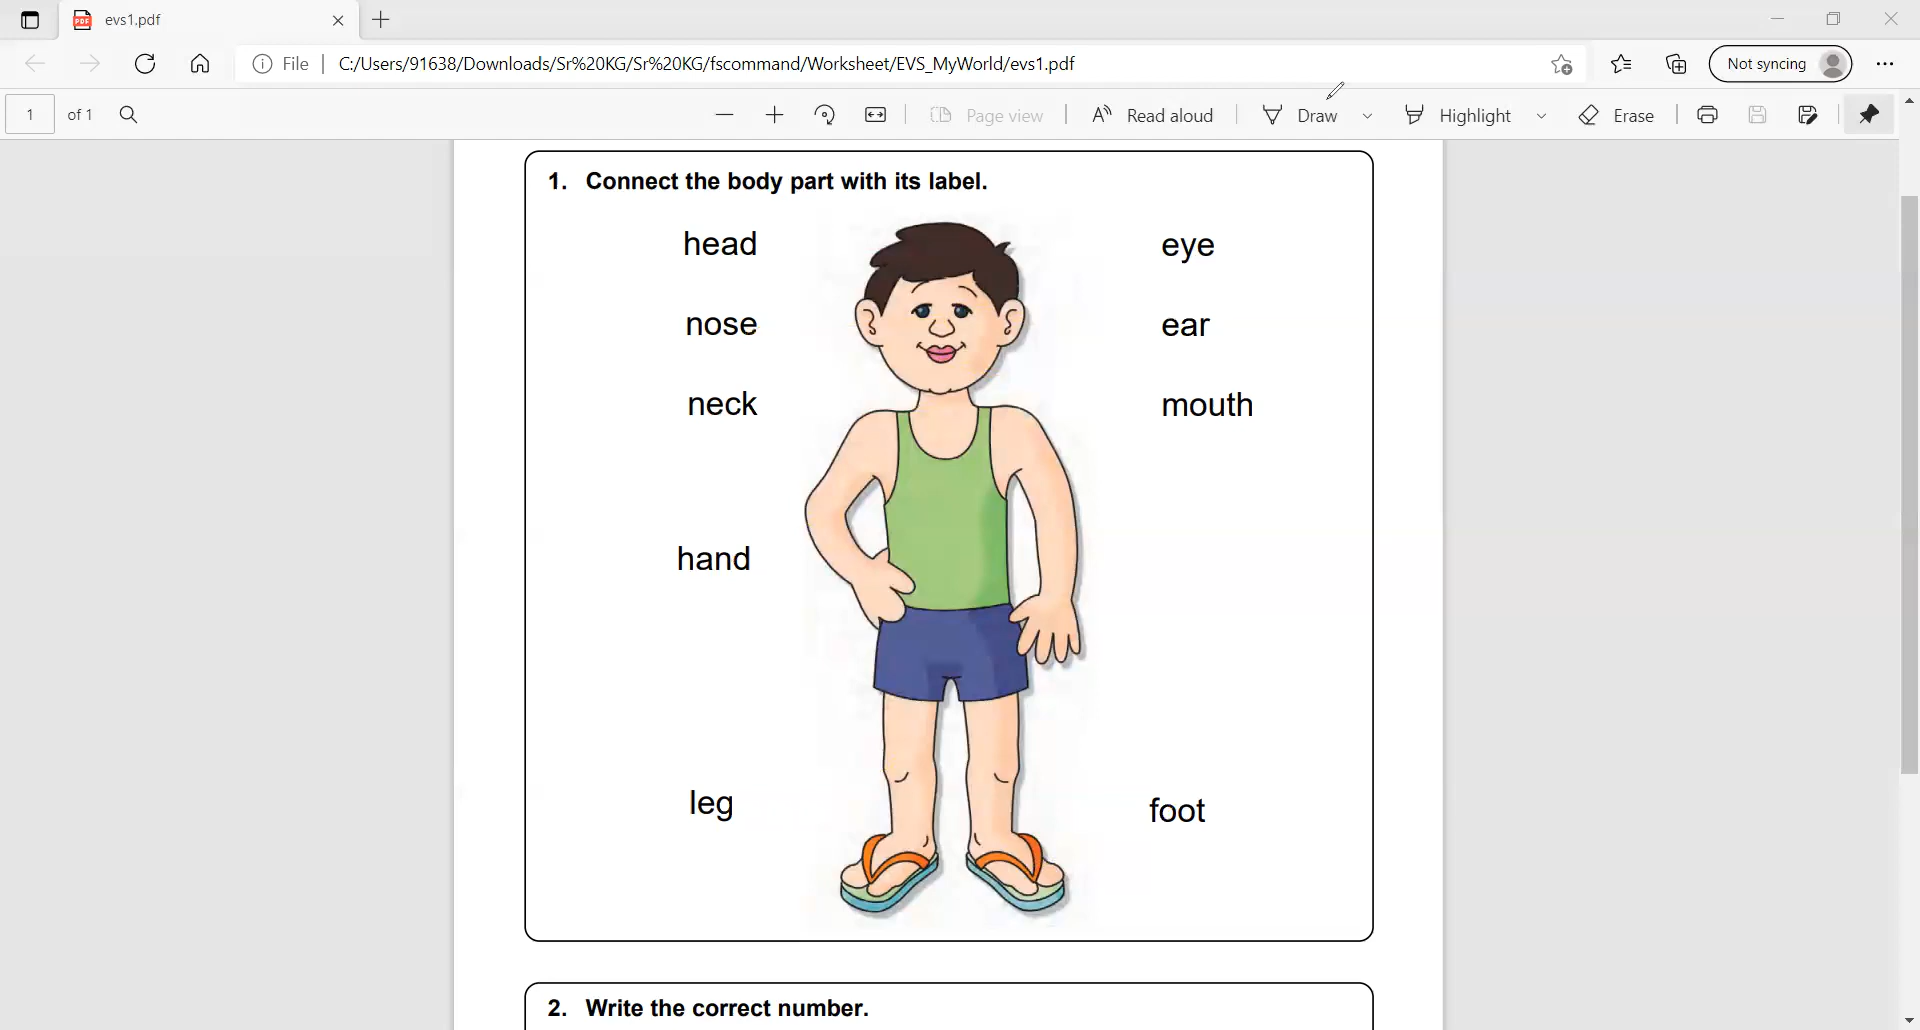 evs1.pdf
File C:/Users/91638/Downloads/Sr%20KG/Sr%20KG/fscommand/Worksheet/EVS_MyWorld/evs1.pdf Not syncing
1 of 1 Page view Read aloud Draw Highlight Erase
1. Connect the body part with its label.
head eye
nose ear
neck mouth
hand
leg foot
2. Write the correct number.